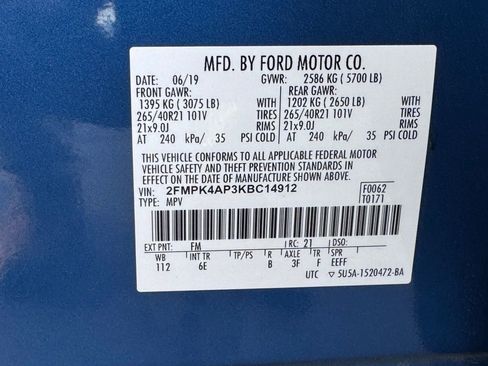 MFD. BY FORD MOTOR CO.
DATE: 06/19 GVWR: 2586 KG ( 5700 LB)
FRONT GAWR: REAR GAWR:
1395 KG ( 3075 LB) WITH 1202 KG ( 2650 LB) WITH
265/40R21 101V TIRES 265/40R21 101V TIRES
21x9.0J RIMS 21x9.0J RIMS
AT 240 kPa/ 35 PSI COLD AT 240 kPa/ 35 PSI COLD
THIS VEHICLE CONFORMS TO ALL APPLICABLE FEDERAL MOTOR
VEHICLE SAFETY AND THEFT PREVENTION STANDARDS IN EFFECT ON
THE DATE OF MANUFACTURE SHOWN ABOVE.
VIN: 2FMPK4AP3KBC14912 F0062
TYPE: MPV T0171
EXT PNT: FM RC: 21 DSO:
WB INT TR TP/PS R AXLE TR SPR
112 6E B 3F F EEFF
UTC ▽ 5U5A-1520472-BA